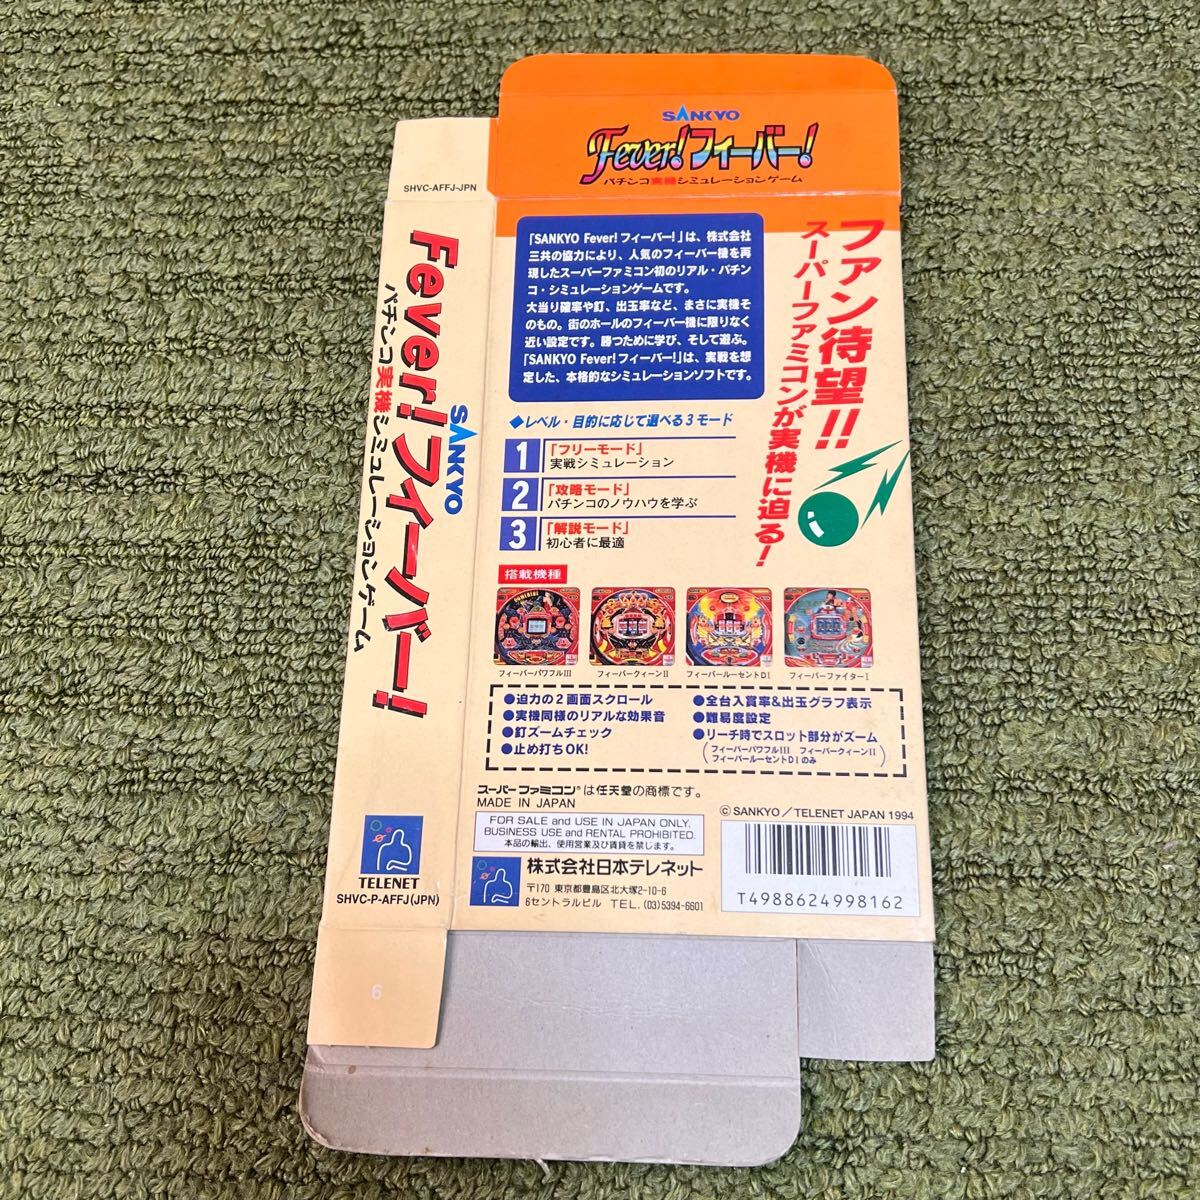 SANKYO
Fever!フィーバー!
パチンコ実機シミュレーションゲーム
SHVC-AFFJ-JPN
SANKYO
Fever!フィーバー!
パチンコ実機シミュレーションゲーム
TELENET
SHVC-P-AFFJ(JPN)
6
ファン待望!!
スーパーファミコンが実機に迫る!
「SANKYO Fever!フィーバー!」は、株式会社
三共の協力により、人気のフィーバー機を再
現したスーパーファミコン初のリアル・パチン
コ・シミュレーションゲームです。
大当り確率や釘、出玉率など、まさに実機そ
のもの。街のホールのフィーバー機に限りなく
近い設定です。勝つために学び、そして遊ぶ。
「SANKYO Fever!フィーバー!」は、実戦を想
定した、本格的なシミュレーションソフトです。
◆レベル・目的に応じて選べる3モード
1 「フリーモード」
実戦シミュレーション
2 「攻略モード」
パチンコのノウハウを学ぶ
3 「解説モード」
初心者に最適
搭載機種
フィーバーパワフルIII フィーバークィーンII フィーバールーセントDI フィーバーファイターI
●迫力の2画面スクロール
●実機同様のリアルな効果音
●釘ズームチェック
●止め打ちOK!
●全台入賞率&出玉グラフ表示
●難易度設定
●リーチ時でスロット部分がズーム
(フィーバーパワフルIII フィーバークィーンII
フィーバールーセントDIのみ)
スーパーファミコン®は任天堂の商標です。
MADE IN JAPAN
© SANKYO/TELENET JAPAN 1994
FOR SALE and USE IN JAPAN ONLY.
BUSINESS USE and RENTAL PROHIBITED.
本品の輸出、使用営業及び賃貸を禁じます。
株式会社日本テレネット
〒170 東京都豊島区北大塚2-10-6
6セントラルビル TEL.(03)5394-6601
T4988624998162